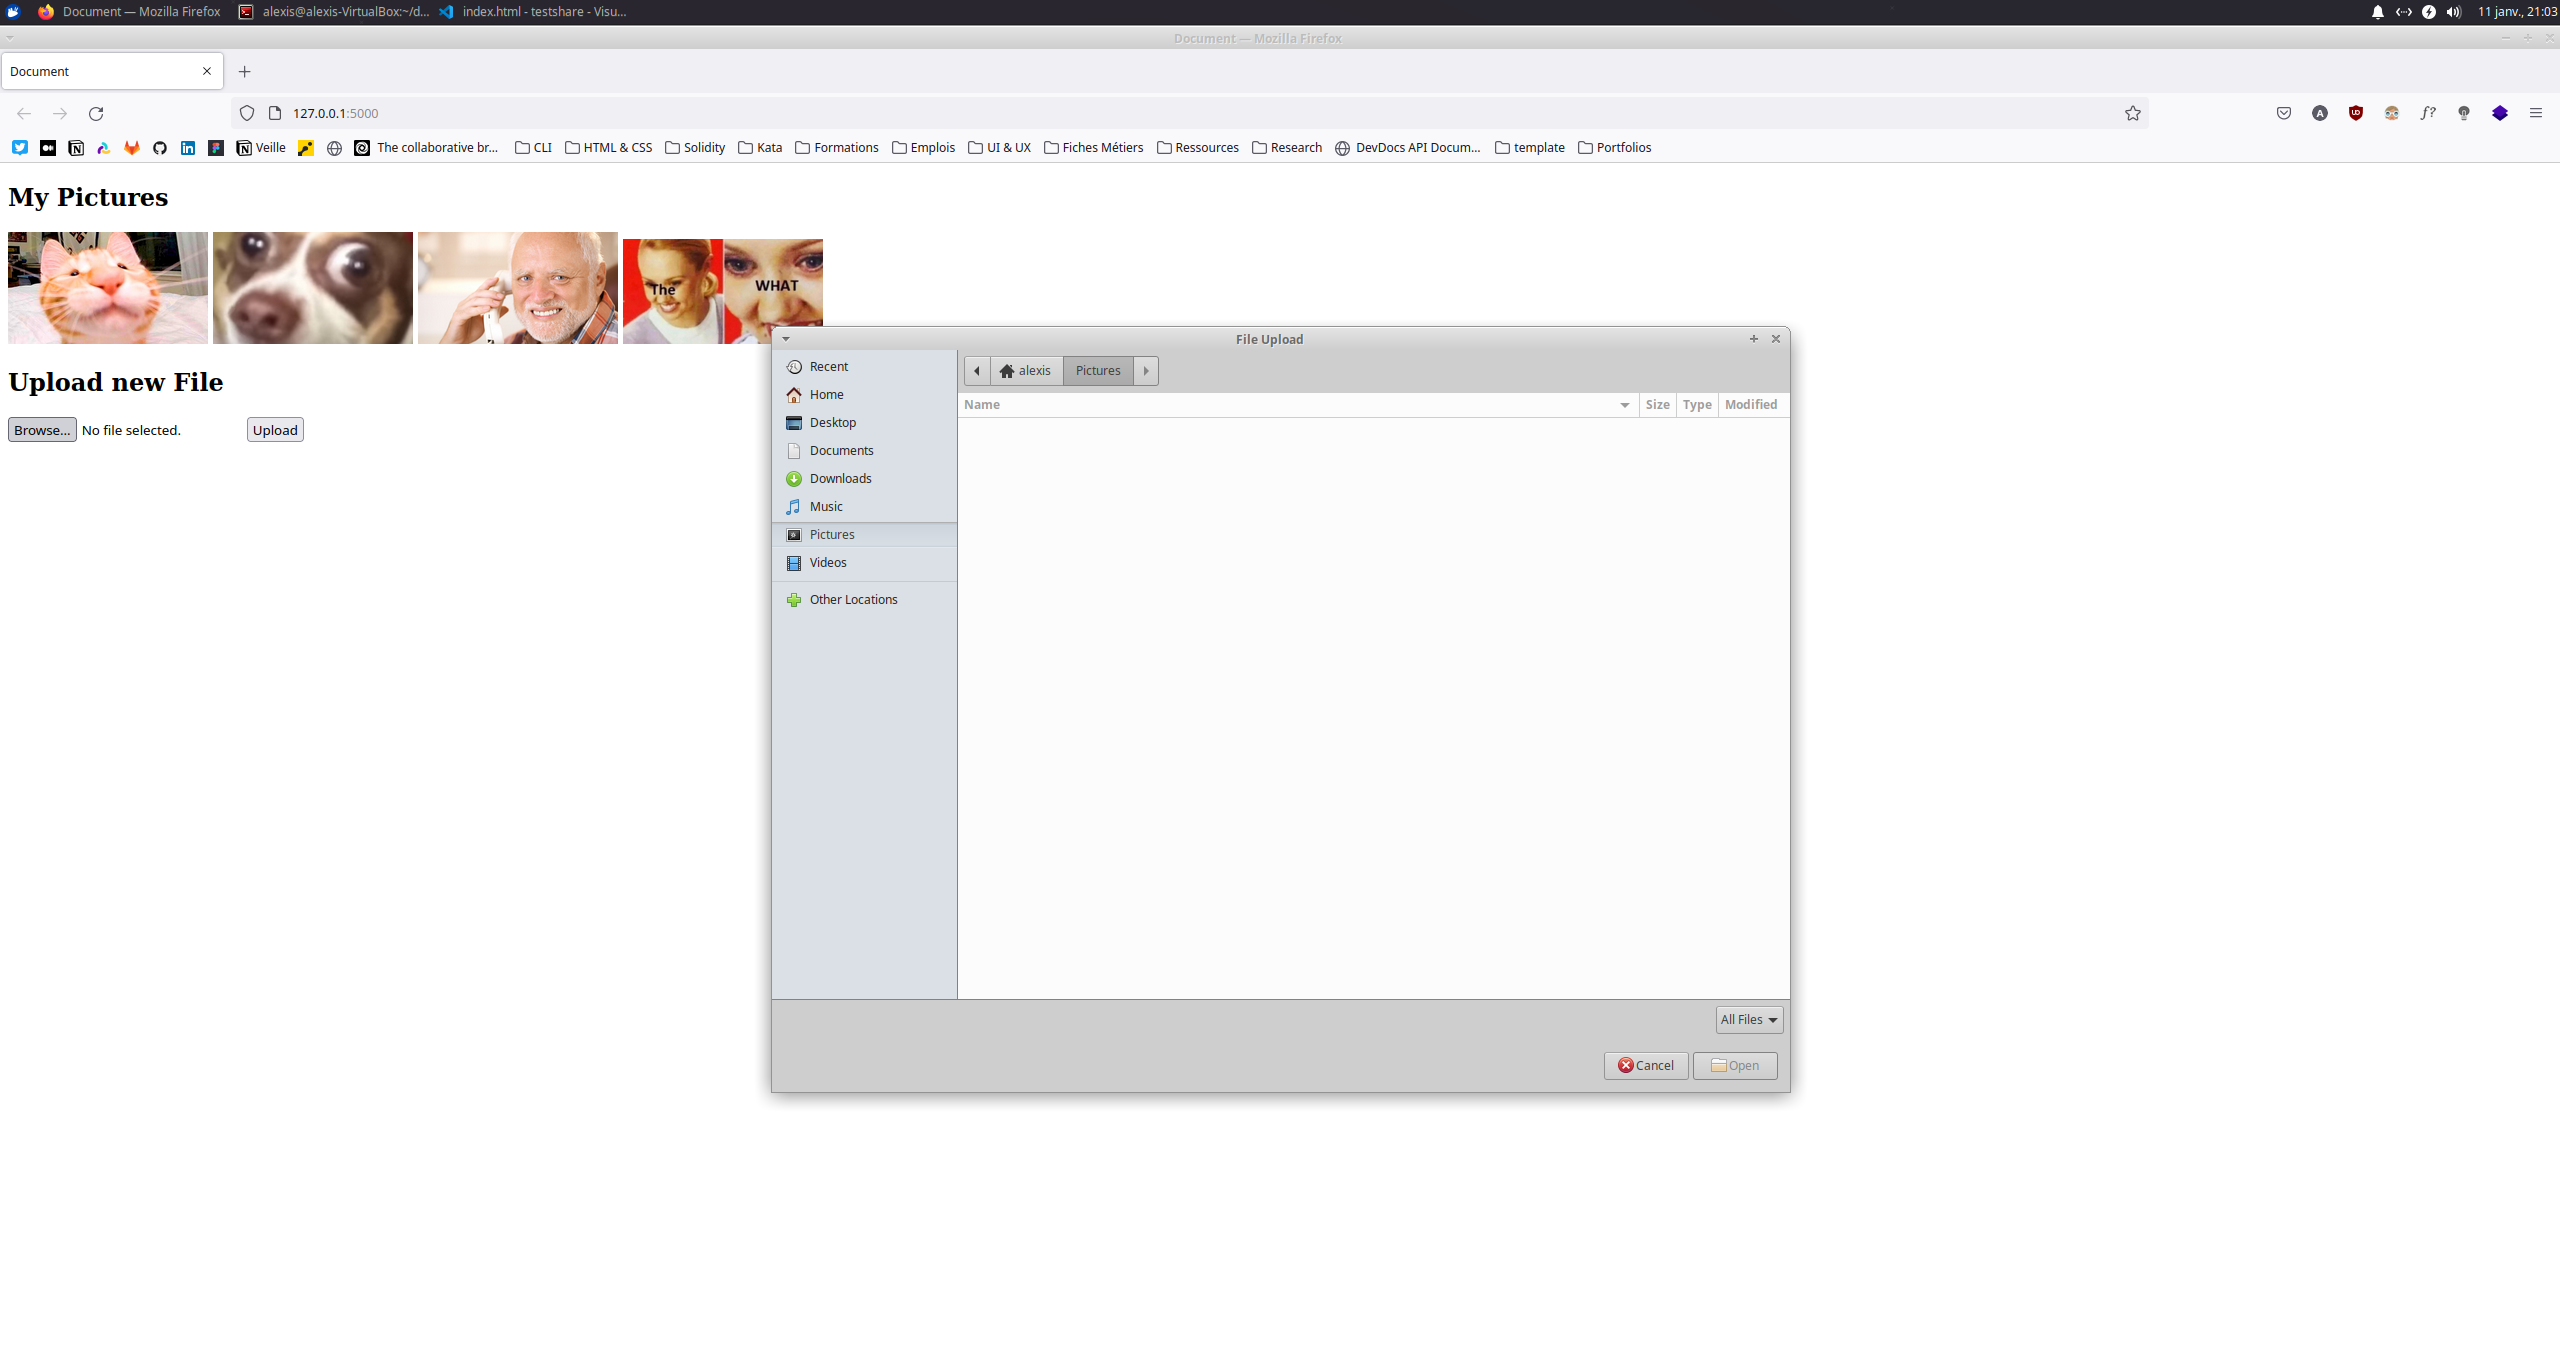 Document — Mozilla Firefox alexis@alexis-VirtualBox:~/d... index.html - testshare - Visu... 11 janv., 21:03
Document — Mozilla Firefox
Document
127.0.0.1:5000
Veille The collaborative br... CLI HTML & CSS Solidity Kata Formations Emplois UI & UX Fiches Métiers Ressources Research DevDocs API Docum... template Portfolios
My Pictures
The WHAT
Upload new File
Browse... No file selected. Upload
File Upload
Recent
Home
Desktop
Documents
Downloads
Music
Pictures
Videos
Other Locations
alexis Pictures
Name Size Type Modified
All Files
Cancel Open